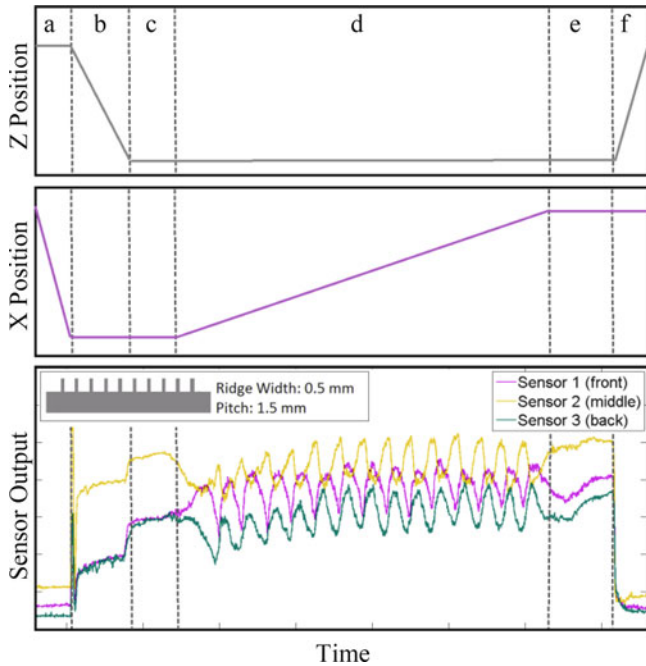 a b c d e f
Z Position
X Position
Ridge Width: 0.5 mm
Pitch: 1.5 mm
Sensor 1 (front)
Sensor 2 (middle)
Sensor 3 (back)
Sensor Output
Time